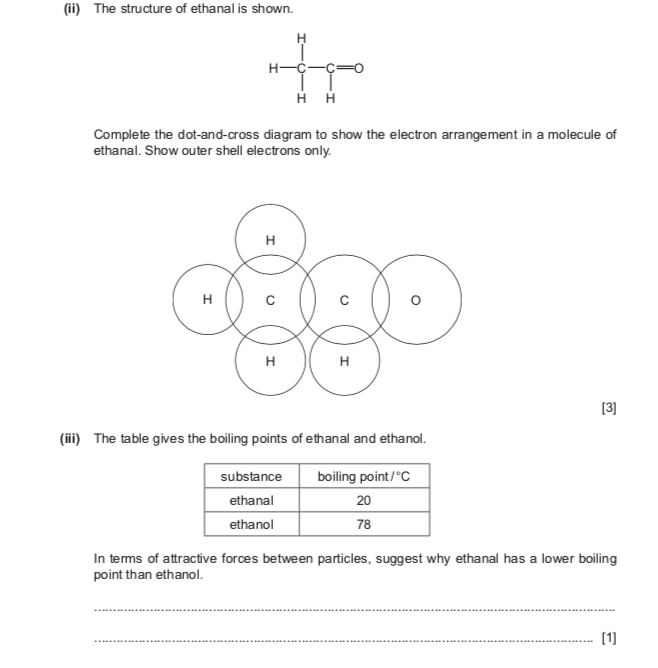 (ii) The structure of ethanal is shown.
H
H C C O
H H
Complete the dot-and-cross diagram to show the electron arrangement in a molecule of
ethanal. Show outer shell electrons only.
H
H C C O
H H
[3]
(iii) The table gives the boiling points of ethanal and ethanol.
substance boiling point/°C
ethanal 20
ethanol 78
In terms of attractive forces between particles, suggest why ethanal has a lower boiling
point than ethanol.
[1]